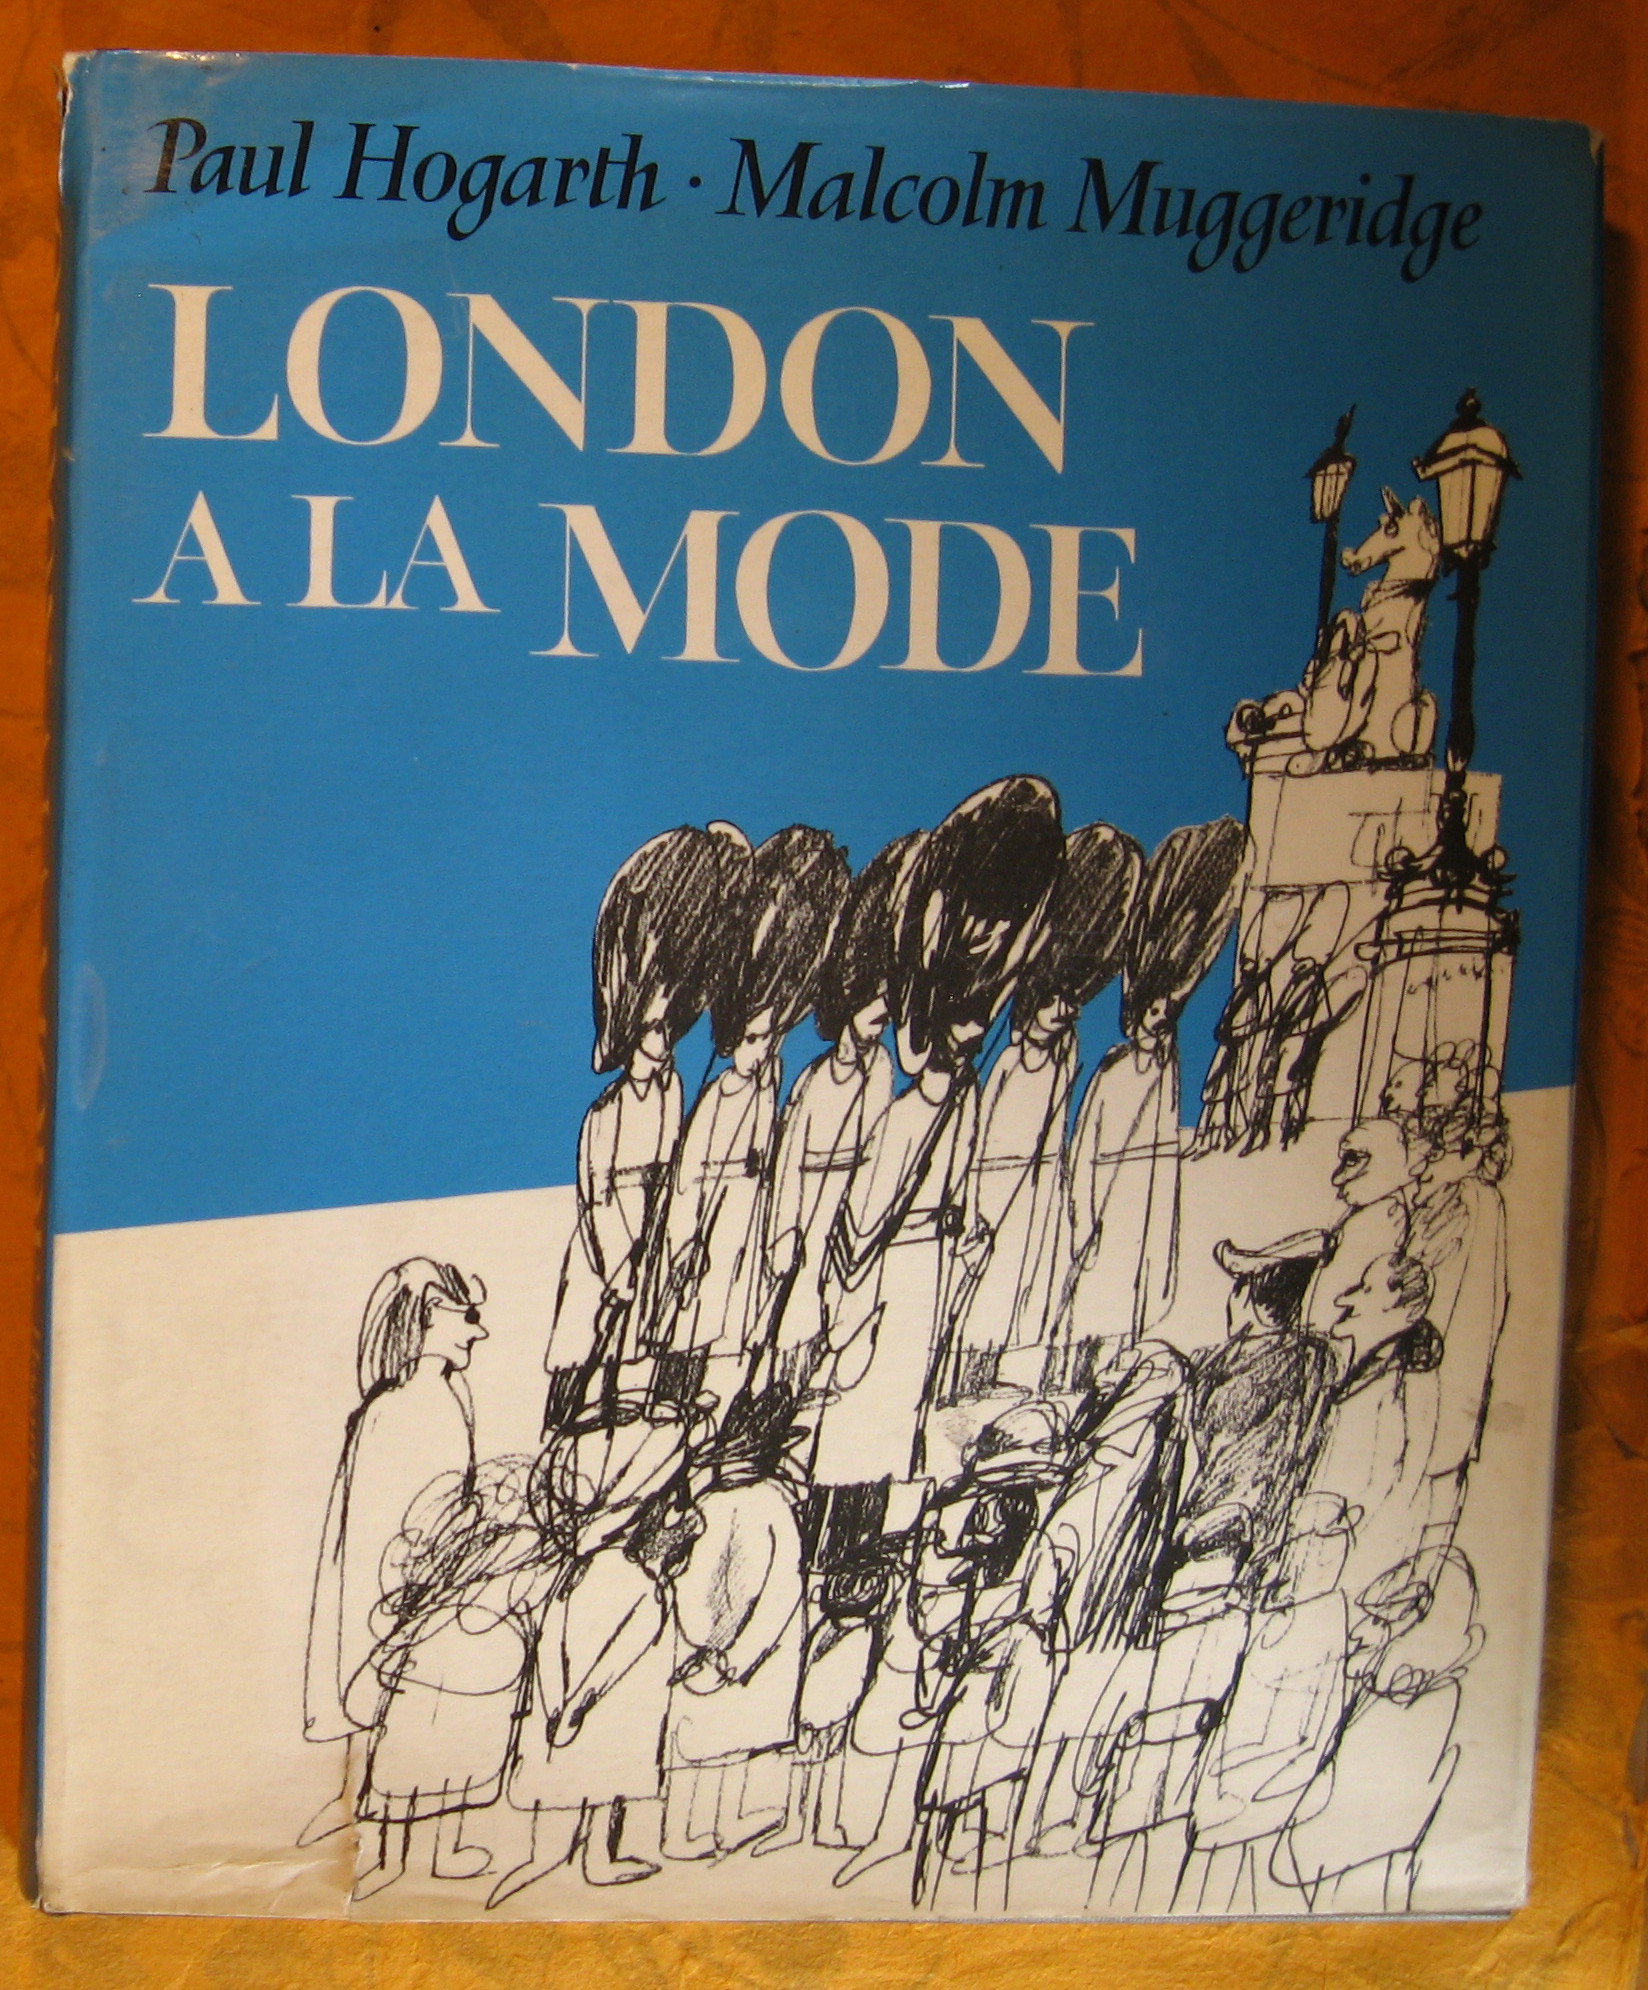 Paul Hogarth · Malcolm Muggeridge
LONDON
A LA MODE